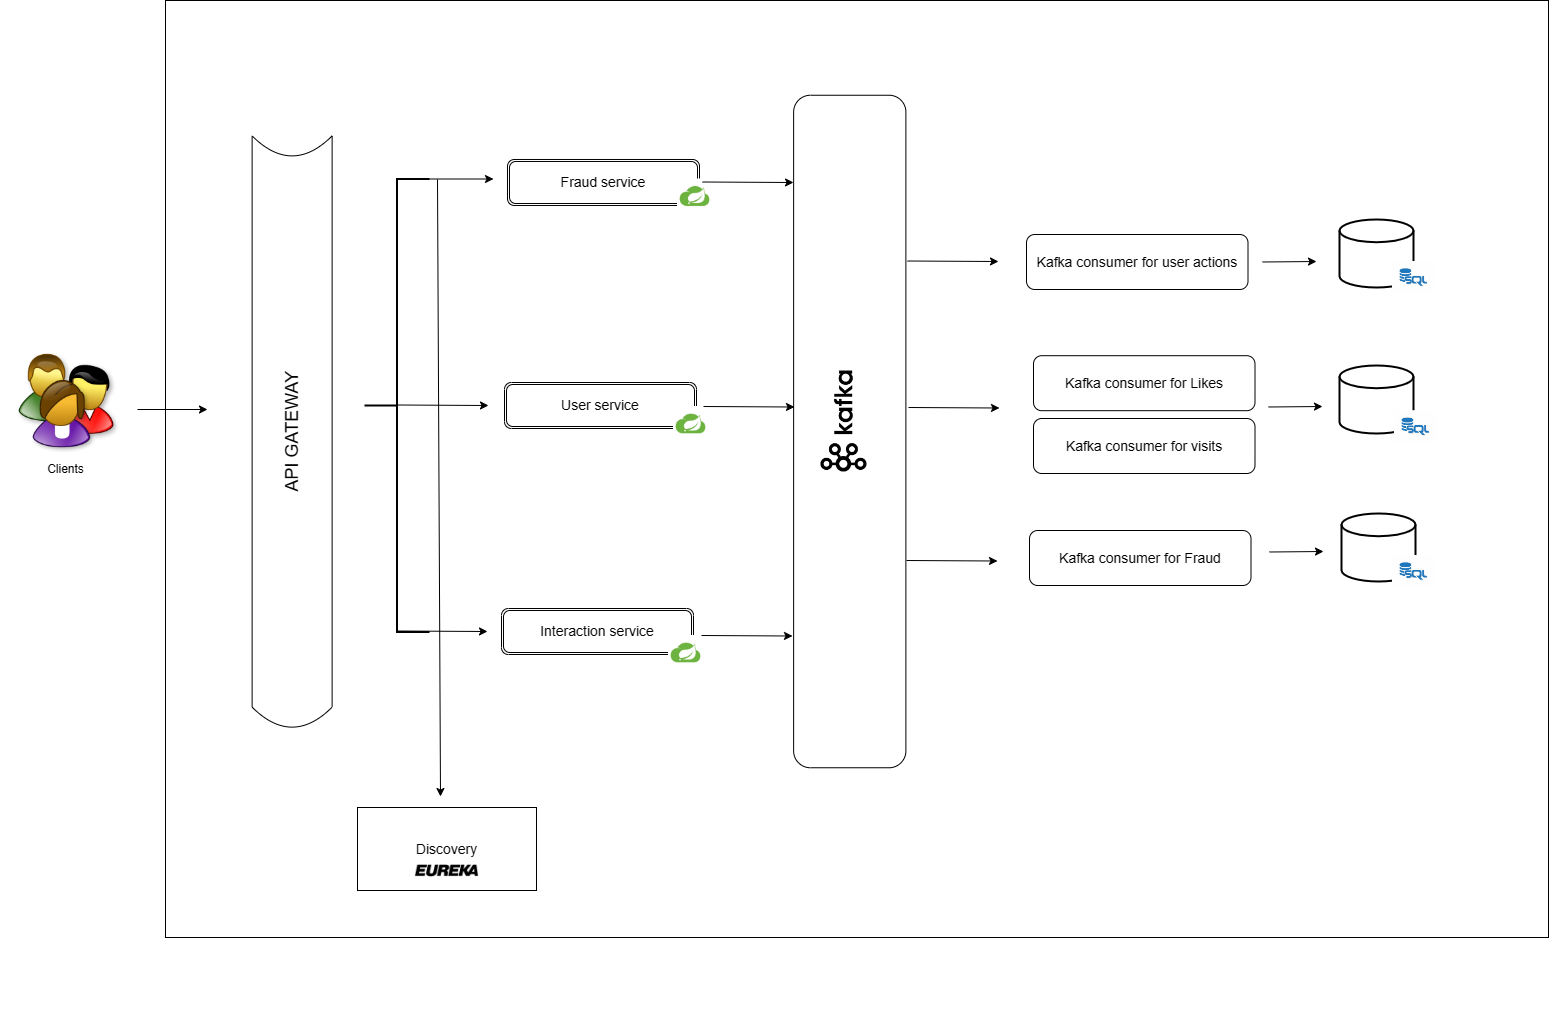 Clients
API GATEWAY
Fraud service
User service
Interaction service
Discovery
EUREKA
kafka
Kafka consumer for user actions
SQL
Kafka consumer for Likes
Kafka consumer for visits
SQL
Kafka consumer for Fraud
SQL